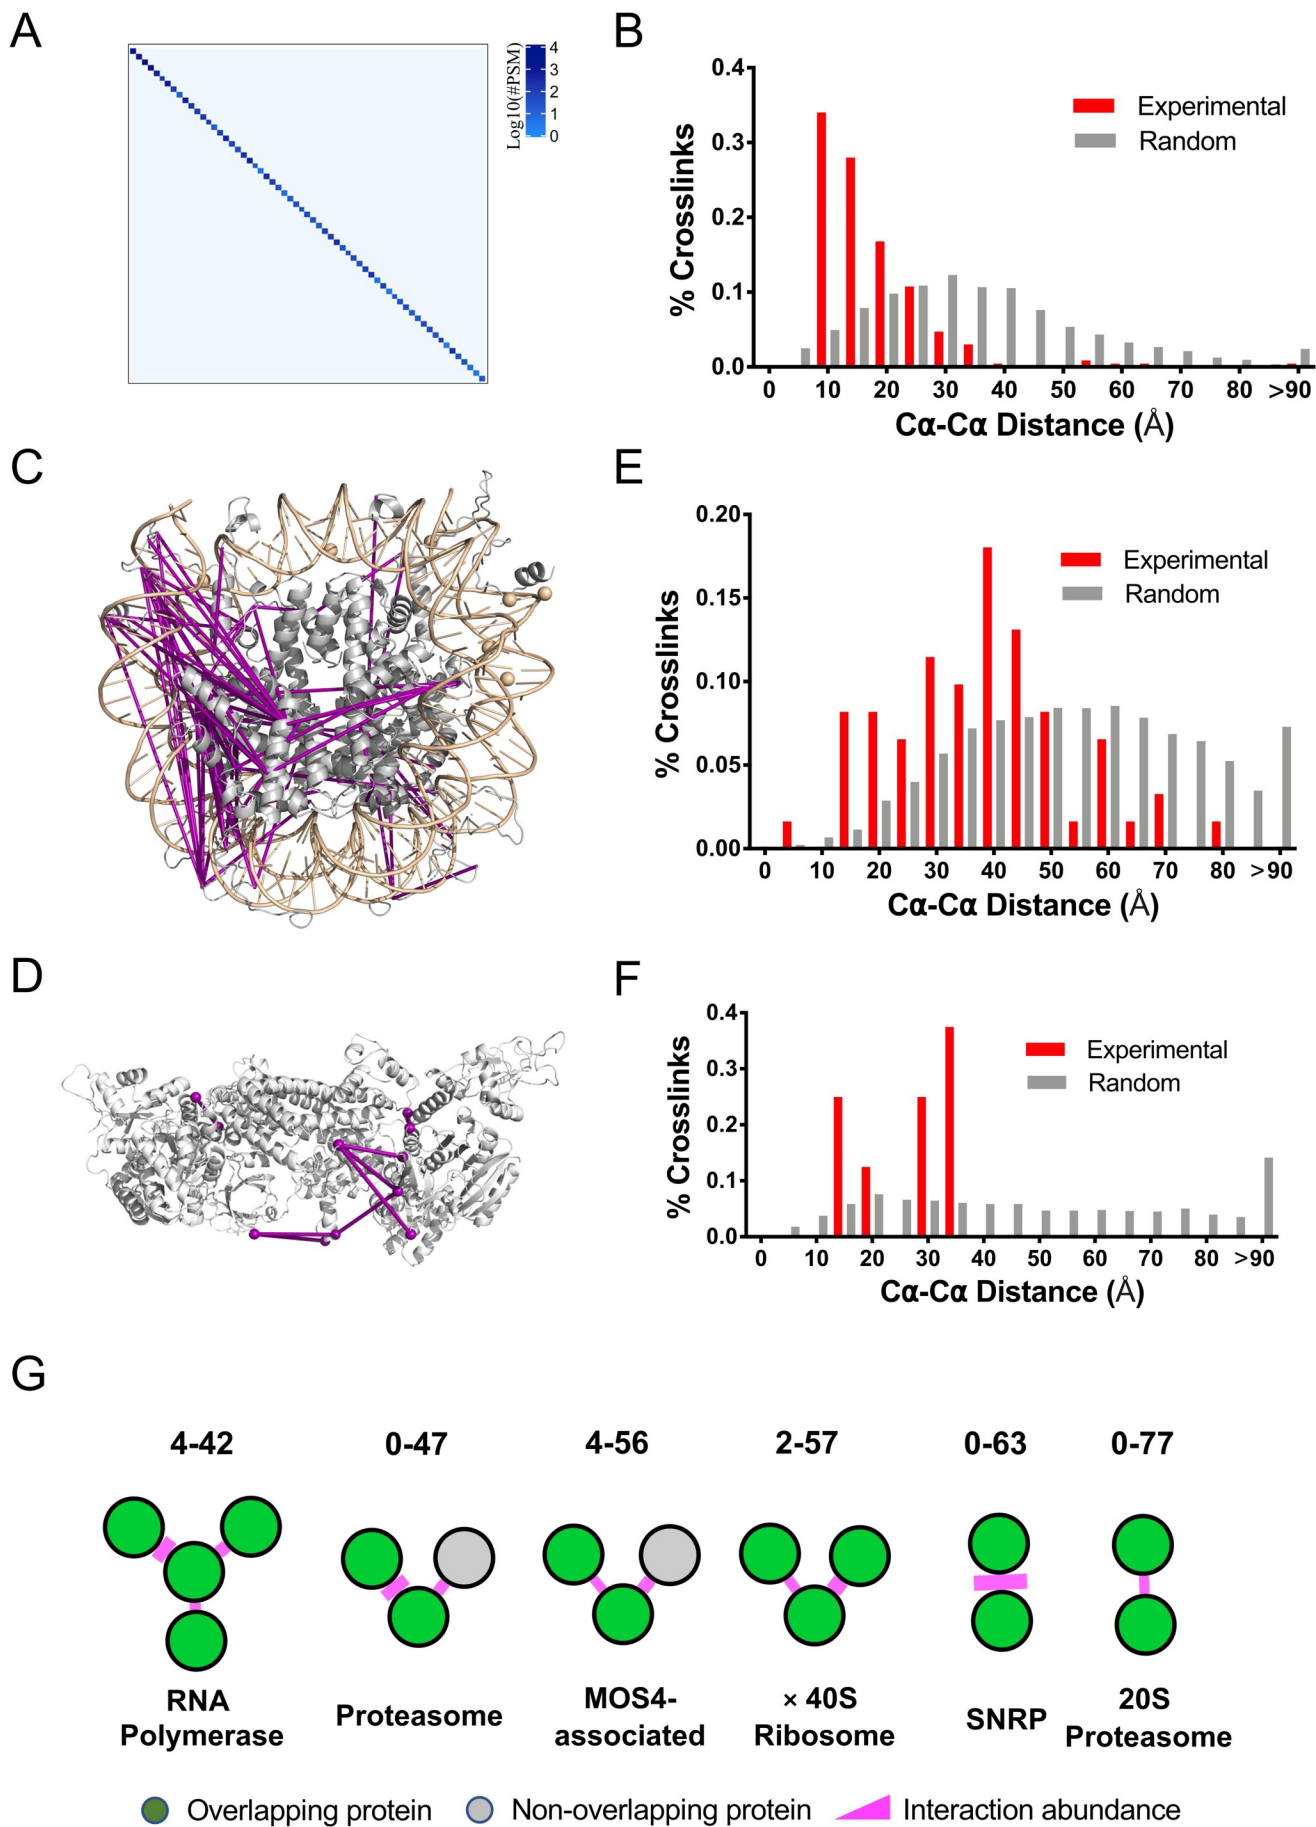 A
Log10(#PSM)
4
3
2
1
0
B
0.4
0.3
0.2
0.1
0.0
% Crosslinks
Experimental
Random
0 10 20 30 40 50 60 70 80 >90
Cα-Cα Distance (Å)
C
E
0.20
0.15
0.10
0.05
0.00
% Crosslinks
Experimental
Random
0 10 20 30 40 50 60 70 80 >90
Cα-Cα Distance (Å)
D
F
0.4
0.3
0.2
0.1
0.0
% Crosslinks
Experimental
Random
0 10 20 30 40 50 60 70 80 >90
Cα-Cα Distance (Å)
G
4-42 0-47 4-56 2-57 0-63 0-77
RNA
Polymerase
Proteasome
MOS4-
associated
× 40S
Ribosome
SNRP
20S
Proteasome
Overlapping protein Non-overlapping protein Interaction abundance